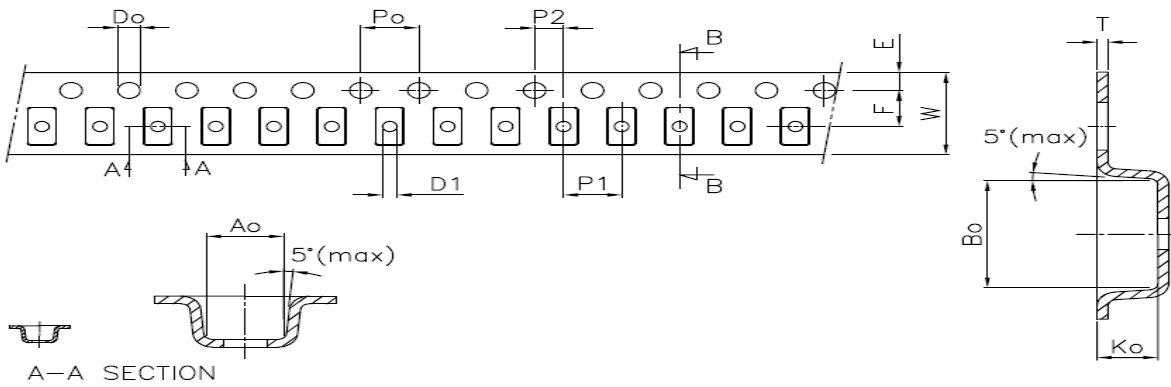 Do Po P2 B T
E
F
W
5°(max)
A A D1 P1 B
Ao
5°(max)
Bo
Ko
A-A SECTION